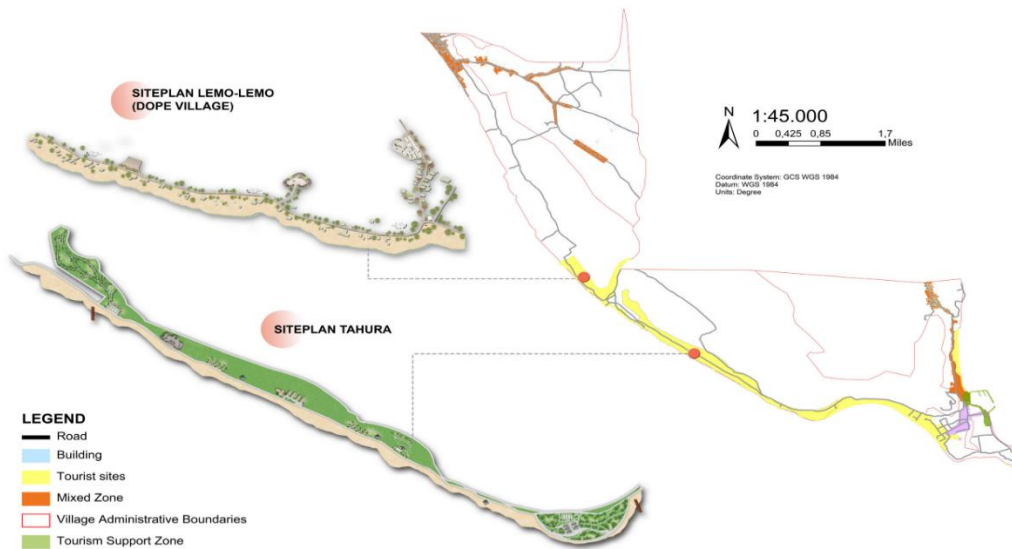 SITEPLAN LEMO-LEMO
(DOPE VILLAGE)
N
1:45.000
0 0,425 0,85 1,7
Miles
Coordinate System: GCS WGS 1984
Datum: WGS 1984
Units: Degree
SITEPLAN TAHURA
LEGEND
Road
Building
Tourist sites
Mixed Zone
Village Administrative Boundaries
Tourism Support Zone